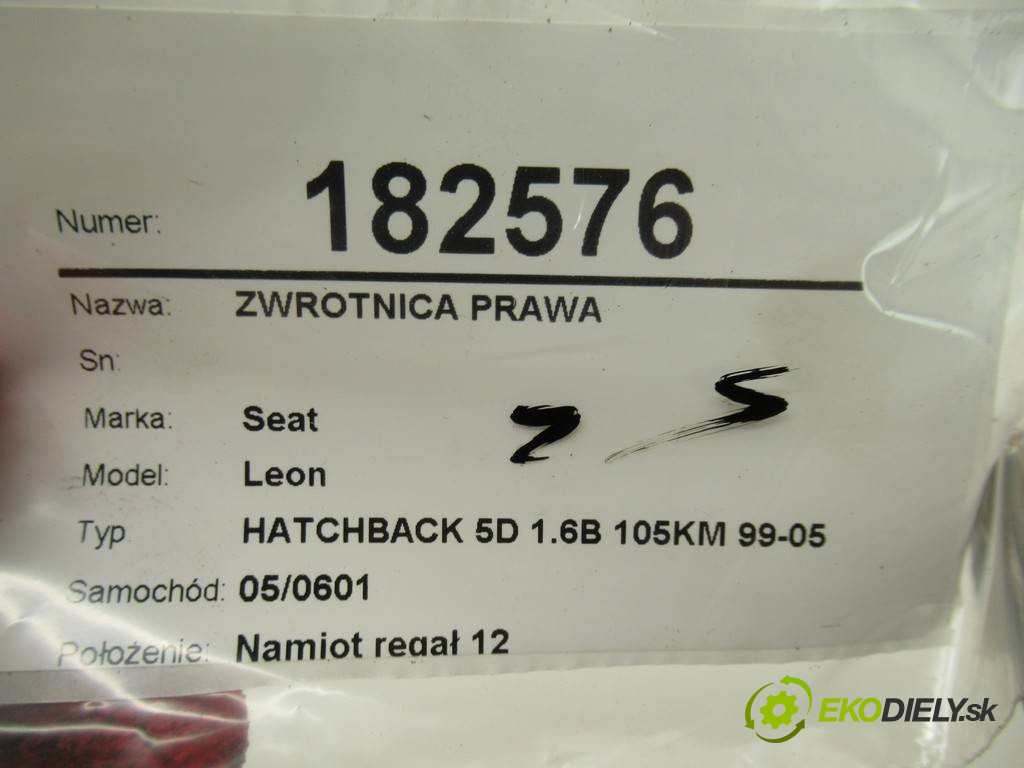 Numer: 182576
Nazwa: ZWROTNICA PRAWA
Sn:
Marka: Seat
Model: Leon
Typ HATCHBACK 5D 1.6B 105KM 99-05
Samochód: 05/0601
Położenie: Namiot regał 12
EKODIELY.sk